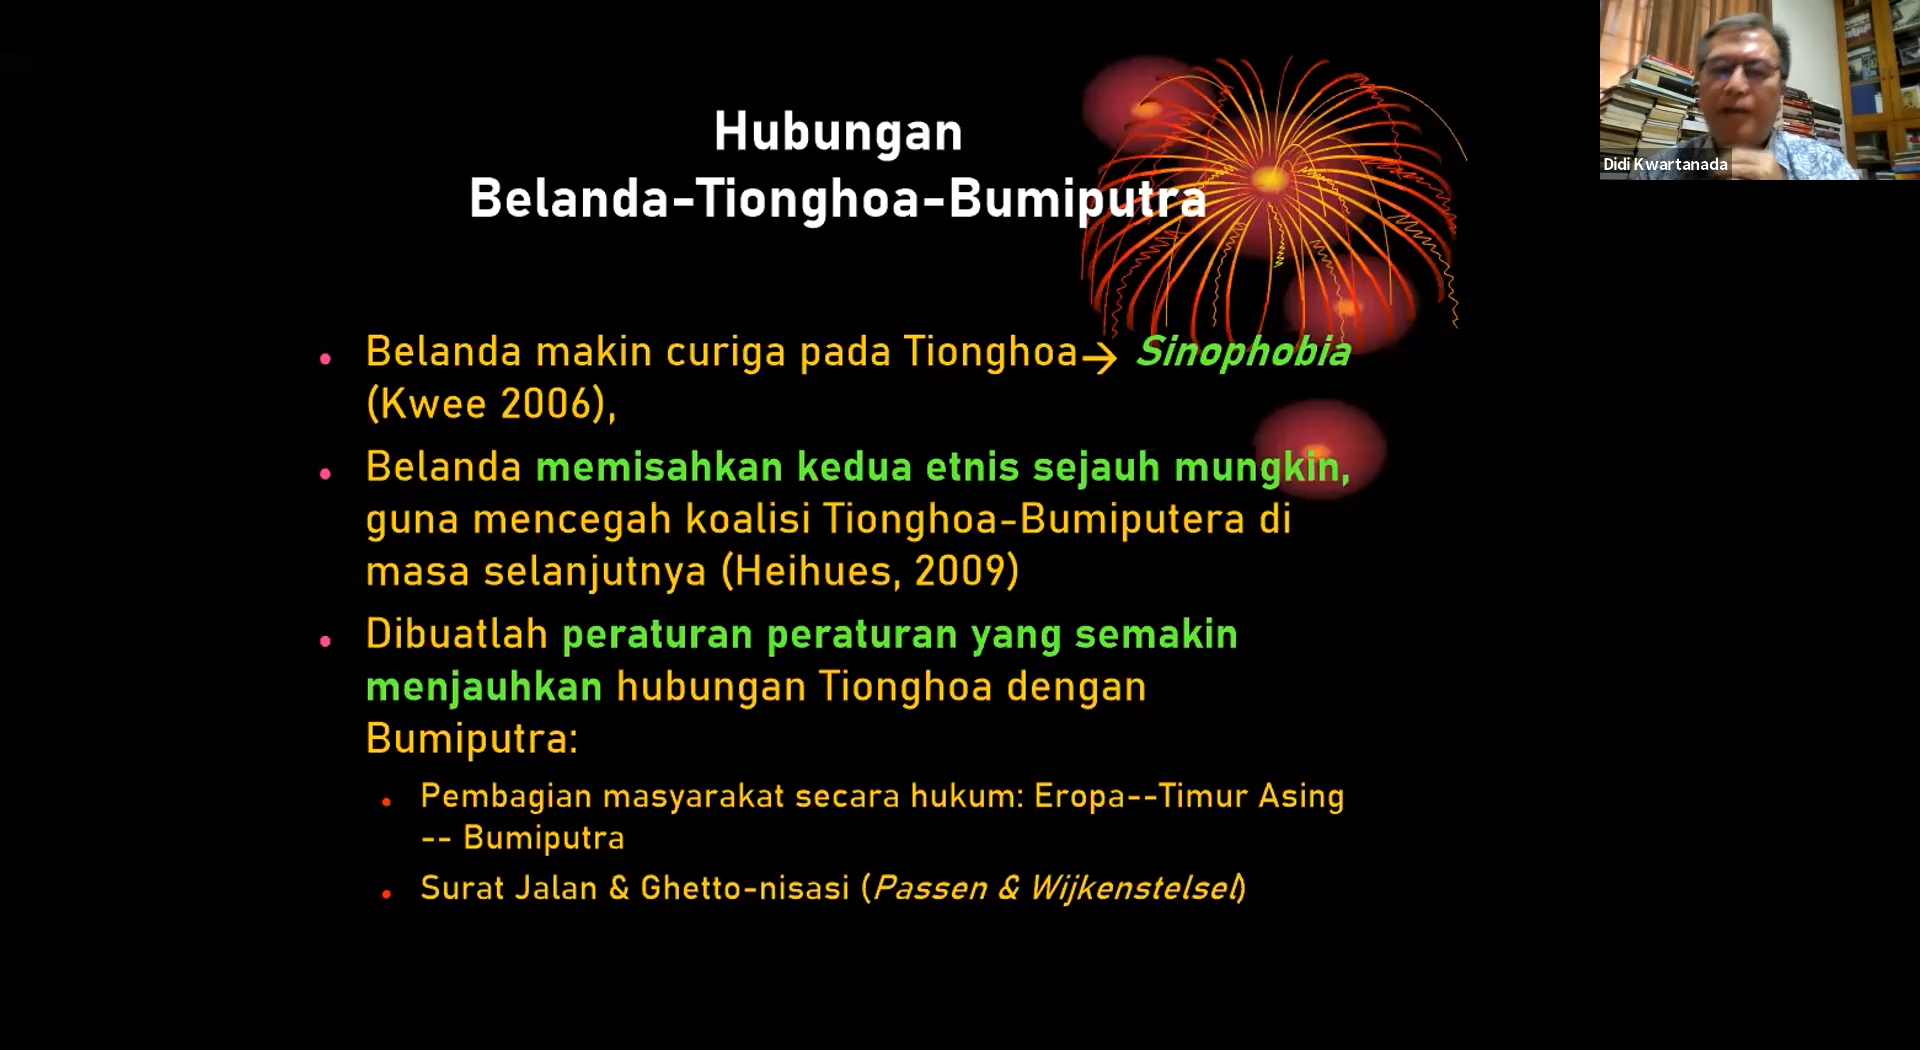 Hubungan
Belanda-Tionghoa-Bumiputra
• Belanda makin curiga pada Tionghoa→ Sinophobia
(Kwee 2006),
• Belanda memisahkan kedua etnis sejauh mungkin,
guna mencegah koalisi Tionghoa-Bumiputera di
masa selanjutnya (Heihues, 2009)
• Dibuatlah peraturan peraturan yang semakin
menjauhkan hubungan Tionghoa dengan
Bumiputra:
• Pembagian masyarakat secara hukum: Eropa--Timur Asing
-- Bumiputra
• Surat Jalan & Ghetto-nisasi (Passen & Wijkenstelsel)
Didi Kwartanada